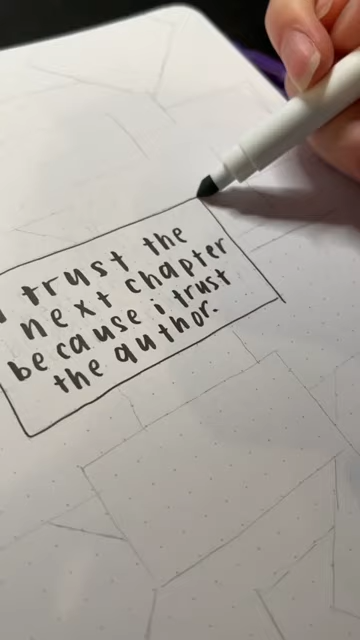 i trust the
next chapter
because i trust
the author.